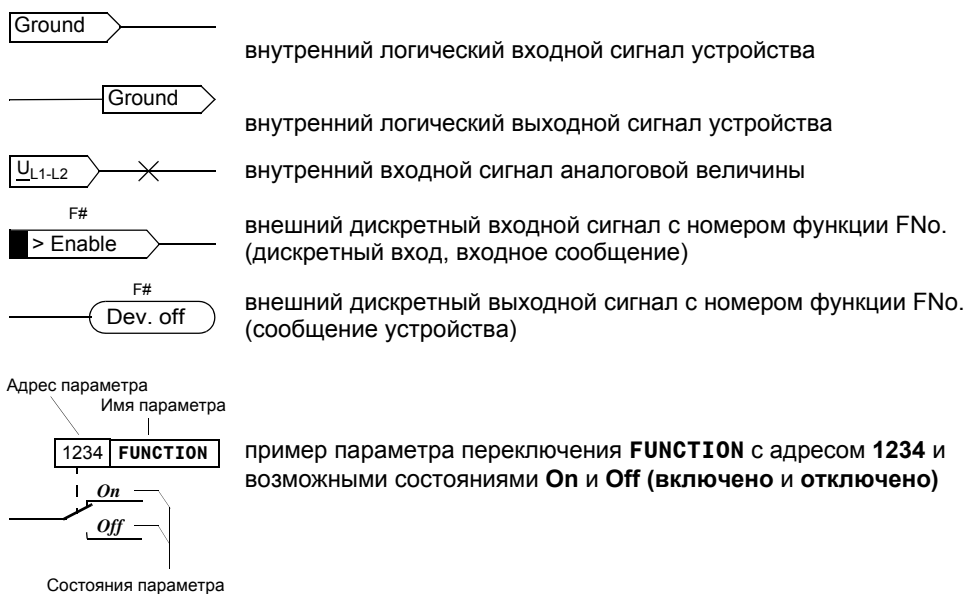 Ground
внутренний логический входной сигнал устройства
Ground
внутренний логический выходной сигнал устройства
UL1-L2
внутренний входной сигнал аналоговой величины
F#
> Enable
внешний дискретный входной сигнал с номером функции FNo.
(дискретный вход, входное сообщение)
F#
Dev. off
внешний дискретный выходной сигнал с номером функции FNo.
(сообщение устройства)
Адрес параметра
Имя параметра
1234 FUNCTION
пример параметра переключения FUNCTION с адресом 1234 и
возможными состояниями On и Off (включено и отключено)
On
Off
Состояния параметра